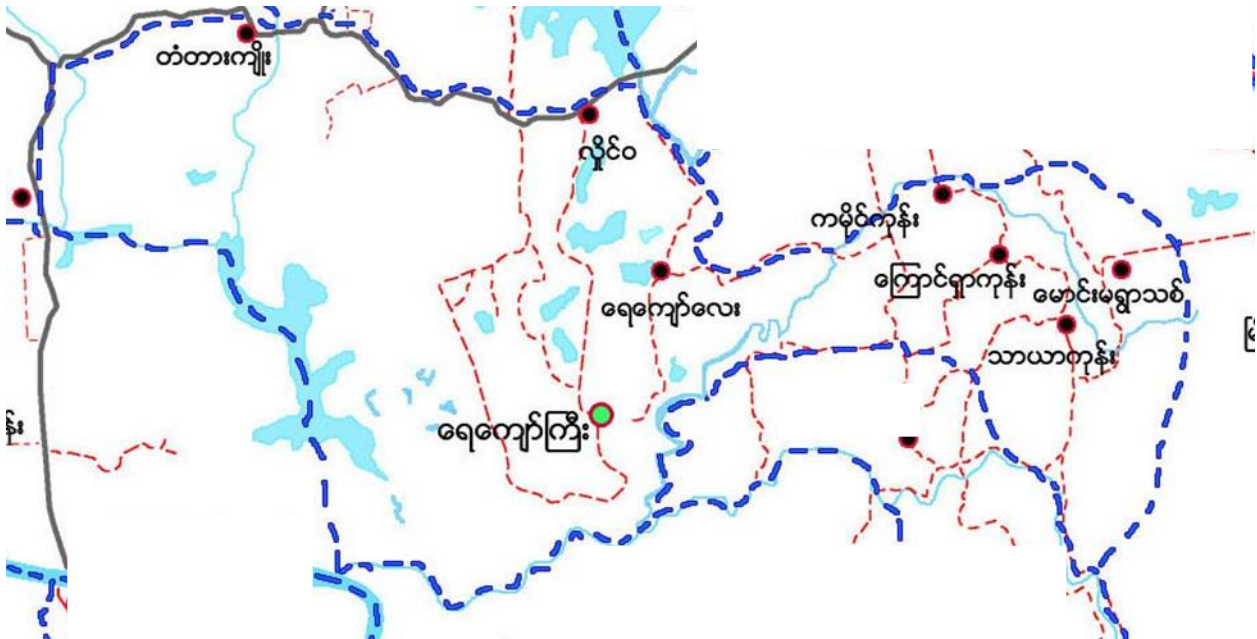 တံတားကျိုး
လှိုင်ဝ
ကမိုင်ကုန်း
ကြောင်ရှာကုန်း
မောင်းမရွာသစ်
ရေကျော်လေး
သာယာကုန်း
ရေကျော်ကြီး